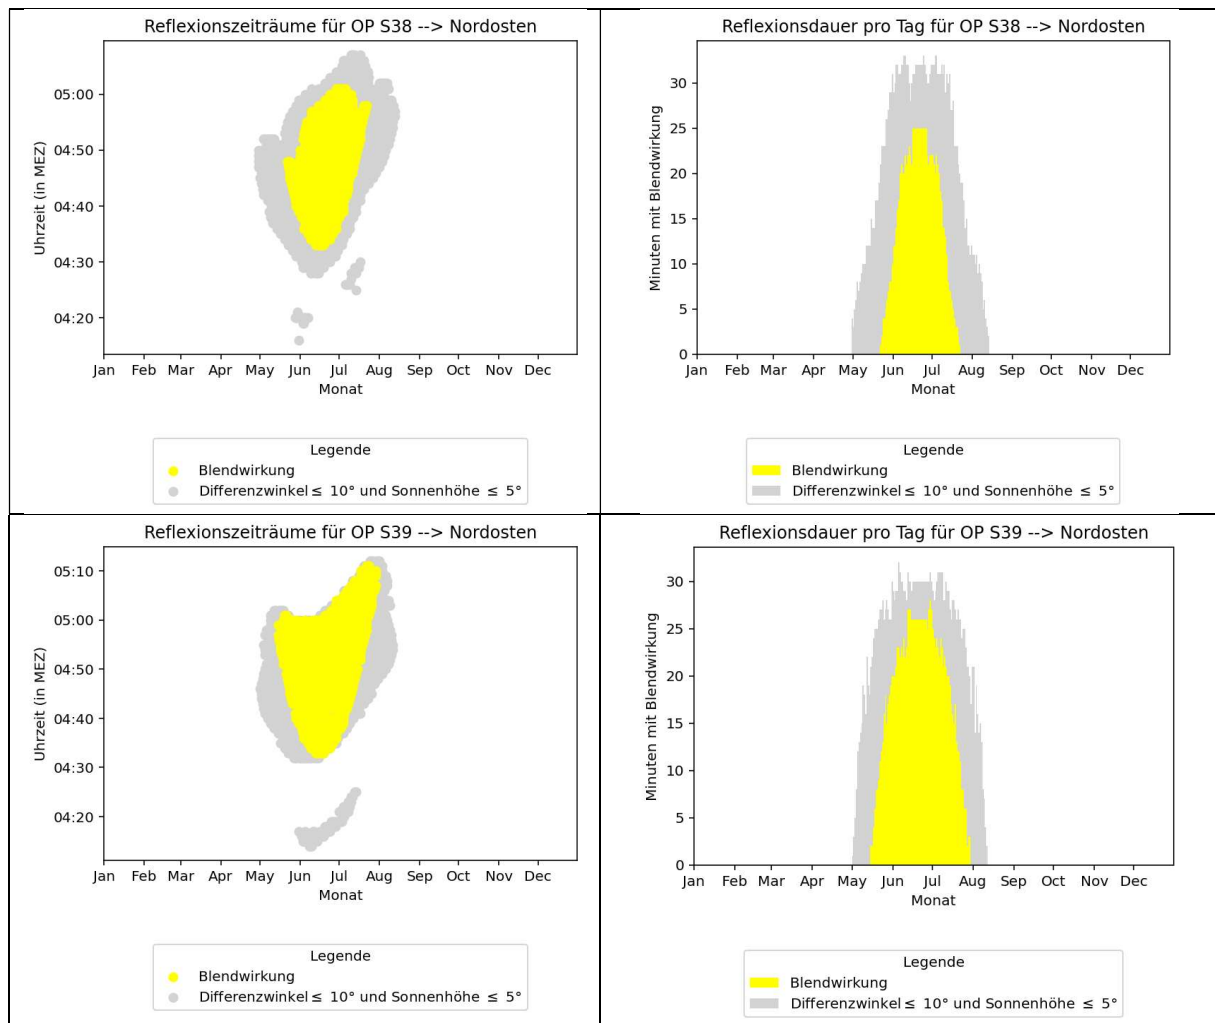 Reflexionszeiträume für OP S38 --> Nordosten
Uhrzeit (in MEZ)
05:00
04:50
04:40
04:30
04:20
Jan Feb Mar Apr May Jun Jul Aug Sep Oct Nov Dec
Monat
Legende
Blendwirkung
Differenzwinkel ≤ 10° und Sonnenhöhe ≤ 5°
Reflexionsdauer pro Tag für OP S38 --> Nordosten
Minuten mit Blendwirkung
30
25
20
15
10
5
0
Jan Feb Mar Apr May Jun Jul Aug Sep Oct Nov Dec
Monat
Legende
Blendwirkung
Differenzwinkel ≤ 10° und Sonnenhöhe ≤ 5°
Reflexionszeiträume für OP S39 --> Nordosten
Uhrzeit (in MEZ)
05:10
05:00
04:50
04:40
04:30
04:20
Jan Feb Mar Apr May Jun Jul Aug Sep Oct Nov Dec
Monat
Legende
Blendwirkung
Differenzwinkel ≤ 10° und Sonnenhöhe ≤ 5°
Reflexionsdauer pro Tag für OP S39 --> Nordosten
Minuten mit Blendwirkung
30
25
20
15
10
5
0
Jan Feb Mar Apr May Jun Jul Aug Sep Oct Nov Dec
Monat
Legende
Blendwirkung
Differenzwinkel ≤ 10° und Sonnenhöhe ≤ 5°